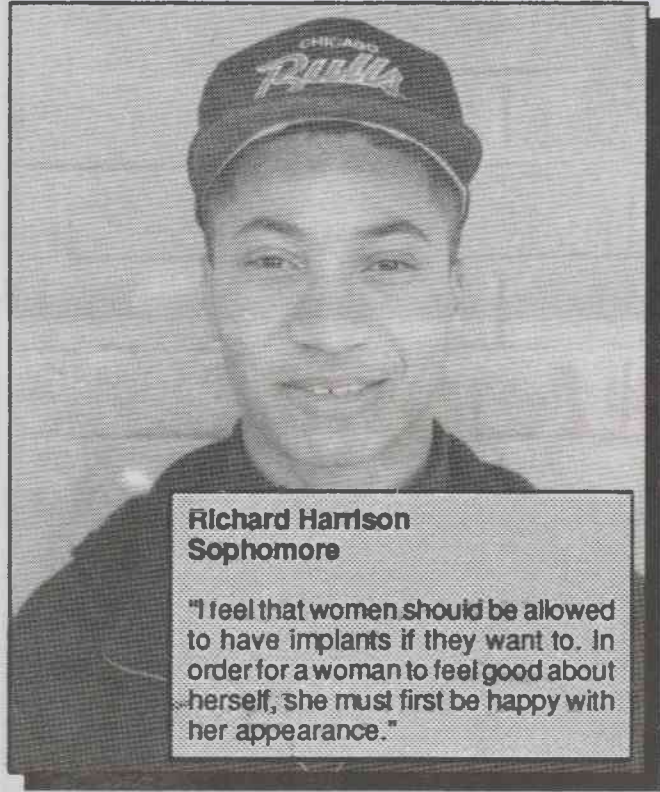 CHICAGO
Bulls
Richard Harrison
Sophomore
"I feel that women should be allowed
to have implants if they want to. In
order for a woman to feel good about
herself, she must first be happy with
her appearance."